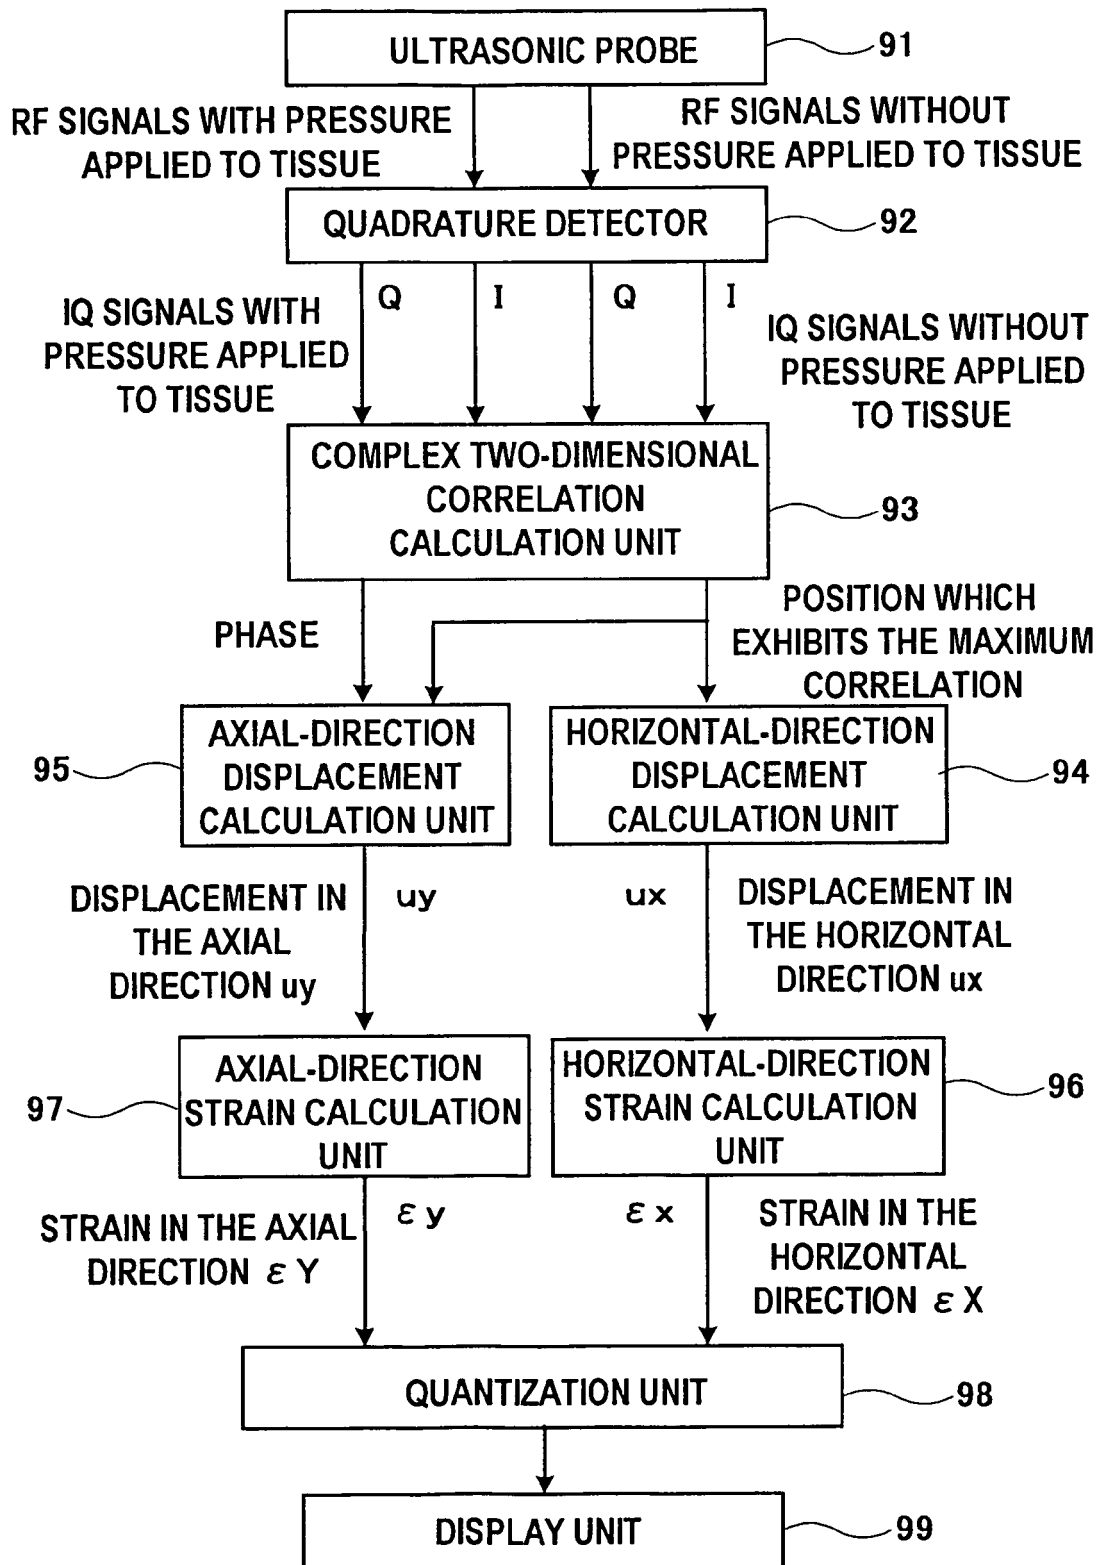 ULTRASONIC PROBE
91
RF SIGNALS WITH PRESSURE
APPLIED TO TISSUE
RF SIGNALS WITHOUT
PRESSURE APPLIED TO TISSUE
QUADRATURE DETECTOR
92
IQ SIGNALS WITH
PRESSURE APPLIED
TO TISSUE
Q
I
Q
I
IQ SIGNALS WITHOUT
PRESSURE APPLIED
TO TISSUE
COMPLEX TWO-DIMENSIONAL
CORRELATION
CALCULATION UNIT
93
PHASE
POSITION WHICH
EXHIBITS THE MAXIMUM
CORRELATION
95
AXIAL-DIRECTION
DISPLACEMENT
CALCULATION UNIT
HORIZONTAL-DIRECTION
DISPLACEMENT
CALCULATION UNIT
94
DISPLACEMENT IN
THE AXIAL
DIRECTION uy
uy
ux
DISPLACEMENT IN
THE HORIZONTAL
DIRECTION ux
97
AXIAL-DIRECTION
STRAIN CALCULATION
UNIT
HORIZONTAL-DIRECTION
STRAIN CALCULATION
UNIT
96
STRAIN IN THE AXIAL
DIRECTION ε Y
ε y
ε x
STRAIN IN THE
HORIZONTAL
DIRECTION ε X
QUANTIZATION UNIT
98
DISPLAY UNIT
99